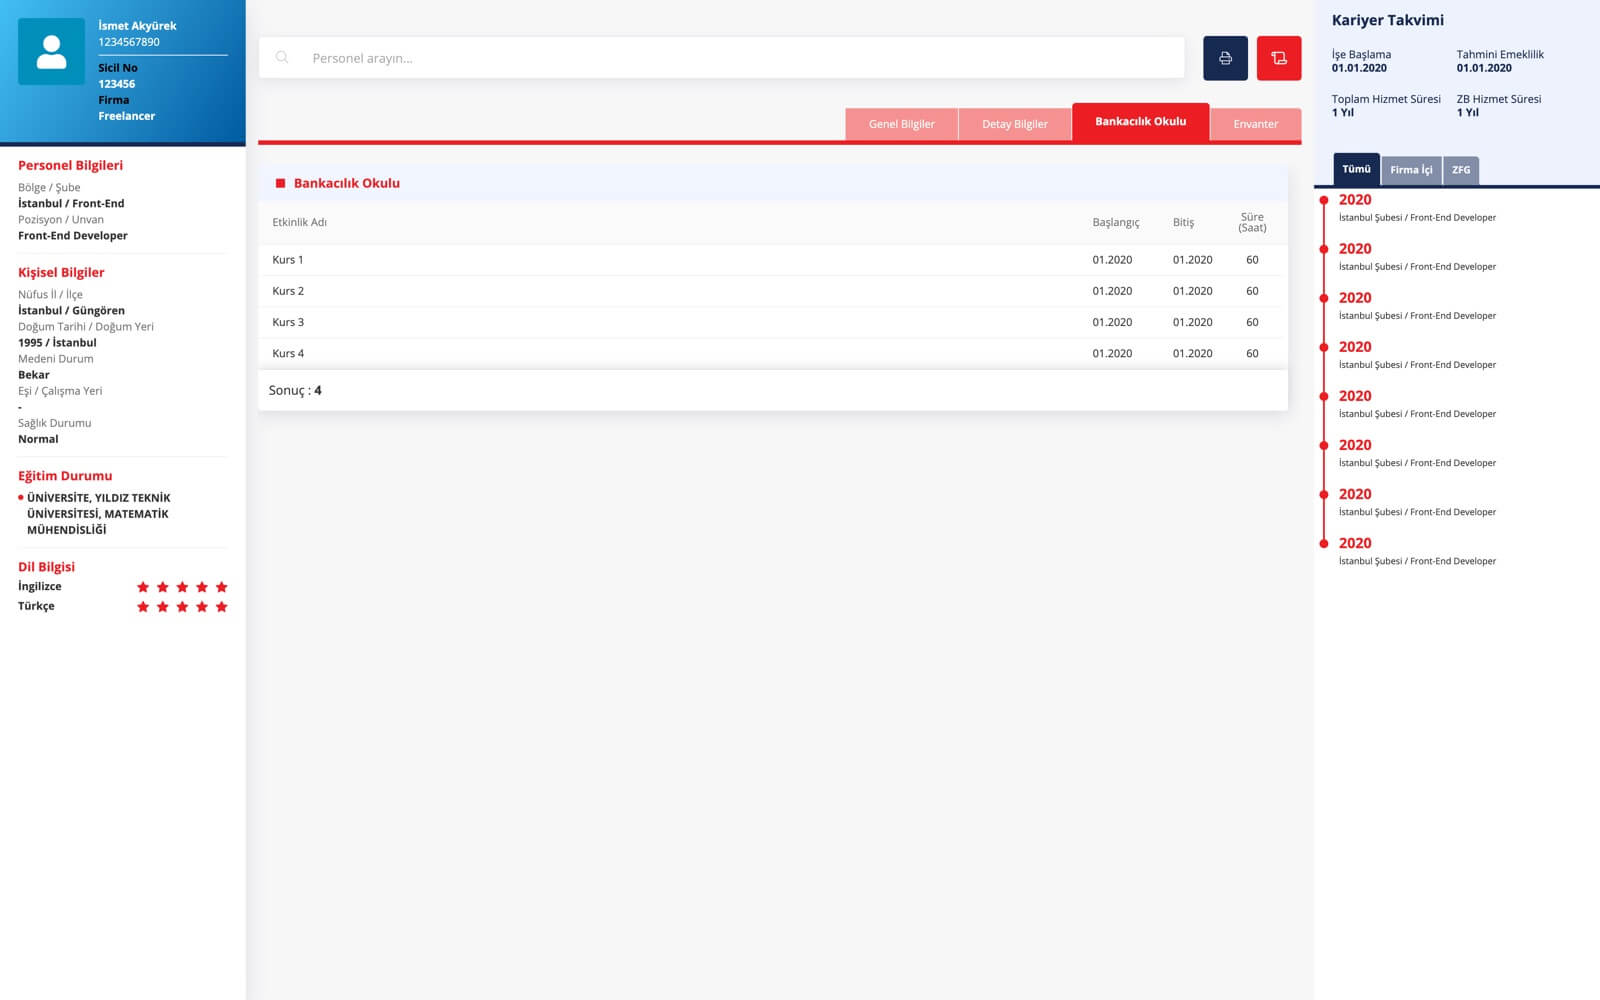 İsmet Akyürek
1234567890
Sicil No
123456
Firma
Freelancer
Personel Bilgileri
Bölge / Şube
İstanbul / Front-End
Pozisyon / Unvan
Front-End Developer
Kişisel Bilgiler
Nüfus İl / İlçe
İstanbul / Güngören
Doğum Tarihi / Doğum Yeri
1995 / İstanbul
Medeni Durum
Bekar
Eşi / Çalışma Yeri
-
Sağlık Durumu
Normal
Eğitim Durumu
ÜNİVERSİTE, YILDIZ TEKNİK
ÜNİVERSİTESİ, MATEMATİK
MÜHENDİSLİĞİ
Dil Bilgisi
İngilizce
Türkçe
Personel arayın...
Genel Bilgiler Detay Bilgiler Bankacılık Okulu Envanter
Bankacılık Okulu
Etkinlik Adı Başlangıç Bitiş Süre
(Saat)
Kurs 1 01.2020 01.2020 60
Kurs 2 01.2020 01.2020 60
Kurs 3 01.2020 01.2020 60
Kurs 4 01.2020 01.2020 60
Sonuç : 4
Kariyer Takvimi
İşe Başlama Tahmini Emeklilik
01.01.2020 01.01.2020
Toplam Hizmet Süresi ZB Hizmet Süresi
1 Yıl 1 Yıl
Tümü Firma İçi ZFG
2020
İstanbul Şubesi / Front-End Developer
2020
İstanbul Şubesi / Front-End Developer
2020
İstanbul Şubesi / Front-End Developer
2020
İstanbul Şubesi / Front-End Developer
2020
İstanbul Şubesi / Front-End Developer
2020
İstanbul Şubesi / Front-End Developer
2020
İstanbul Şubesi / Front-End Developer
2020
İstanbul Şubesi / Front-End Developer